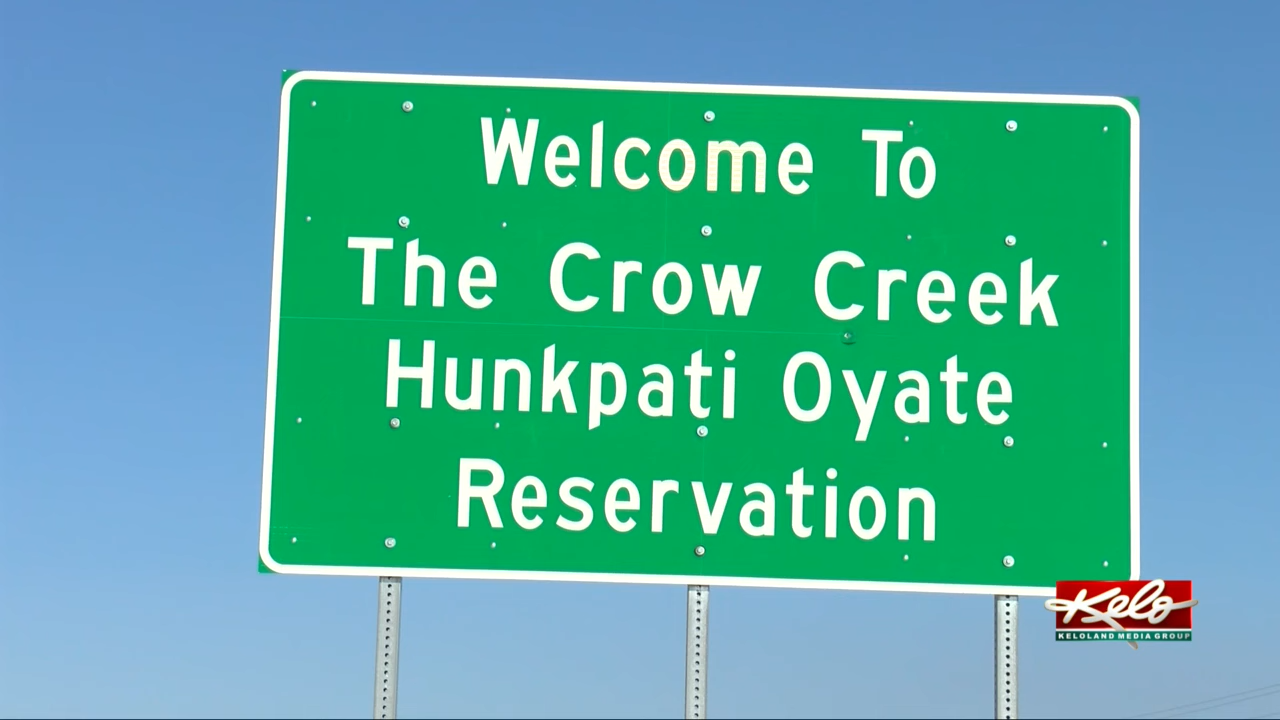 Welcome To
The Crow Creek
Hunkpati Oyate
Reservation
Kelo
KELOLAND MEDIA GROUP